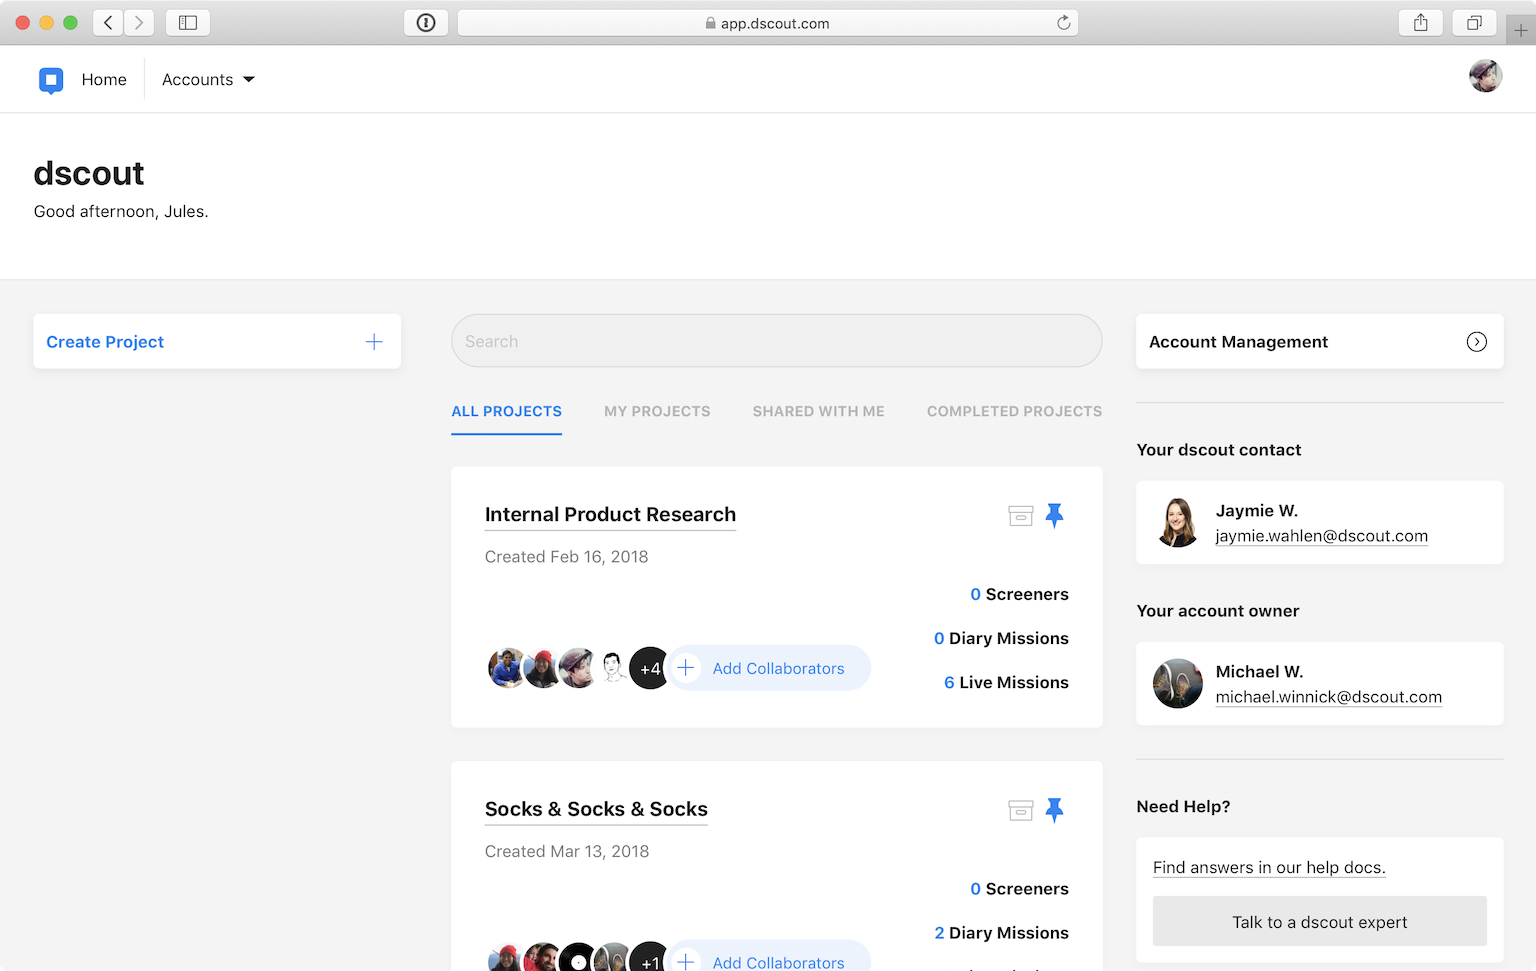 app.dscout.com
Home
Accounts
dscout
Good afternoon, Jules.
Create Project
Search
ALL PROJECTS
MY PROJECTS
SHARED WITH ME
COMPLETED PROJECTS
Internal Product Research
Created Feb 16, 2018
0 Screeners
0 Diary Missions
6 Live Missions
+4
Add Collaborators
Socks & Socks & Socks
Created Mar 13, 2018
0 Screeners
2 Diary Missions
+1
Add Collaborators
Account Management
Your dscout contact
Jaymie W.
jaymie.wahlen@dscout.com
Your account owner
Michael W.
michael.winnick@dscout.com
Need Help?
Find answers in our help docs.
Talk to a dscout expert